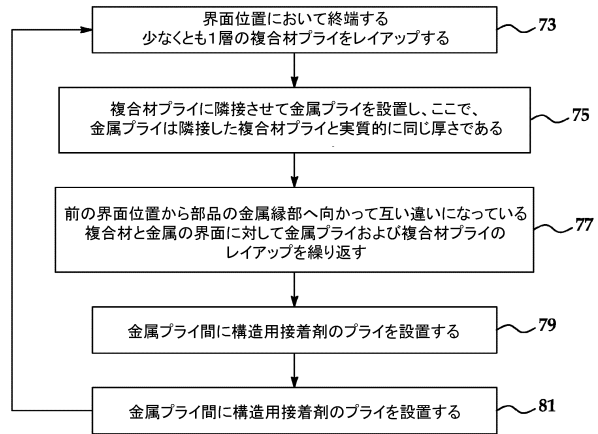 界面位置において終端する
少なくとも1層の複合材プライをレイアップする
73
複合材プライに隣接させて金属プライを設置し、ここで、
金属プライは隣接した複合材プライと実質的に同じ厚さである
75
前の界面位置から部品の金属縁部へ向かって互い違いになっている
複合材と金属の界面に対して金属プライおよび複合材プライの
レイアップを繰り返す
77
金属プライ間に構造用接着剤のプライを設置する
79
金属プライ間に構造用接着剤のプライを設置する
81